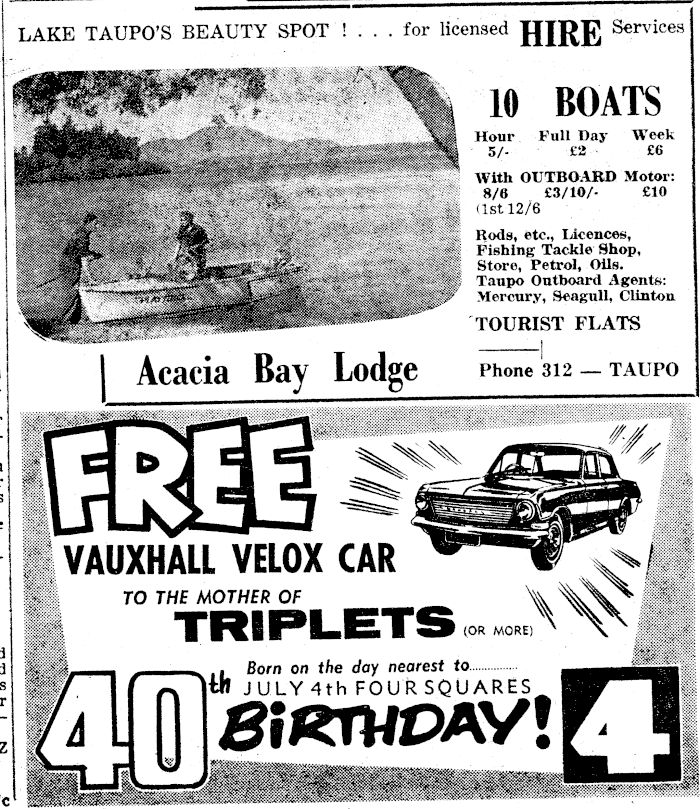 LAKE TAUPO'S BEAUTY SPOT ! . . . for licensed HIRE Services
10 BOATS
Hour Full Day Week
5/- £2 £6
With OUTBOARD Motor:
8/6 £3/10/- £10
(1st 12/6
Rods, etc., Licences,
Fishing Tackle Shop,
Store, Petrol, Oils.
Taupo Outboard Agents:
Mercury, Seagull, Clinton
TOURIST FLATS
Phone 312 — TAUPO
Acacia Bay Lodge
FREE
VAUXHALL VELOX CAR
TO THE MOTHER OF
TRIPLETS (OR MORE)
Born on the day nearest to..............
40th JULY 4th FOUR SQUARES
BiRTHDAY! 4